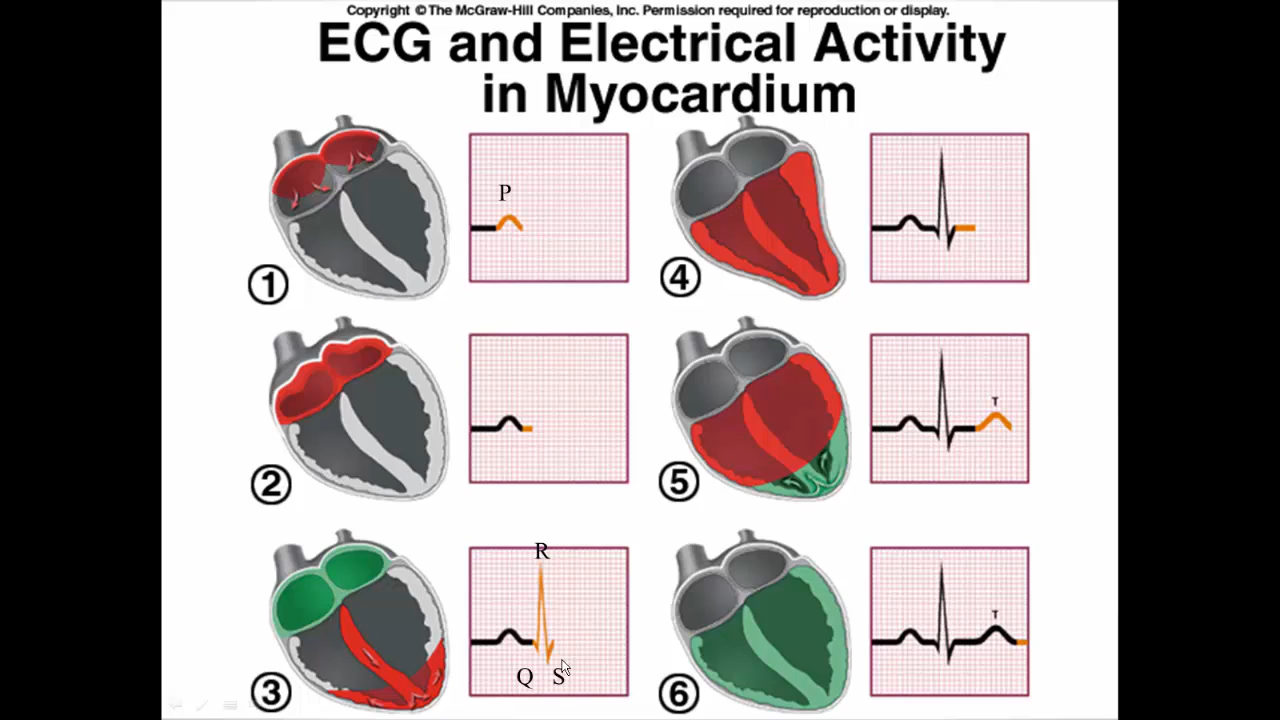 Copyright © The McGraw-Hill Companies, Inc. Permission required for reproduction or display.
ECG and Electrical Activity
in Myocardium
P
1
4
2
T
5
R
Q S
3
T
6